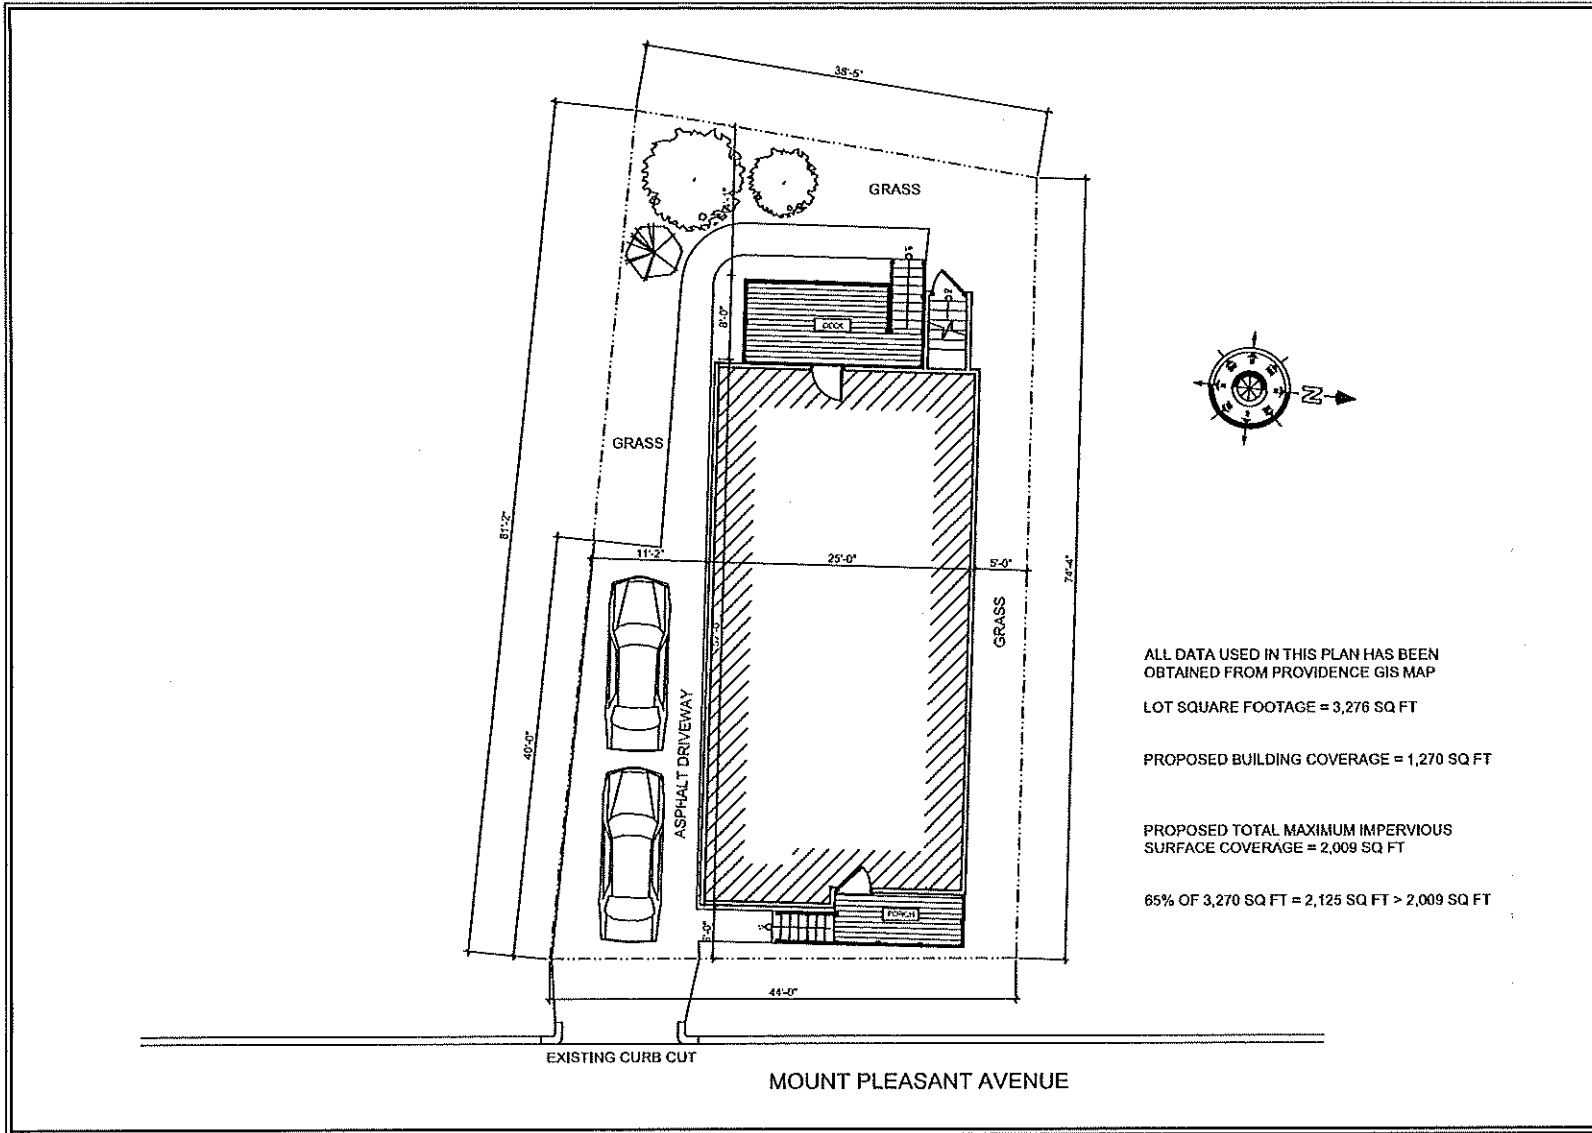 38'-5"
GRASS
8'-0"
DECK
N
GRASS
81'-2"
11'-2"
25'-0"
5'-0"
74'-4"
GRASS
ALL DATA USED IN THIS PLAN HAS BEEN
OBTAINED FROM PROVIDENCE GIS MAP
LOT SQUARE FOOTAGE = 3,276 SQ FT
ASPHALT DRIVEWAY
40'-0"
PROPOSED BUILDING COVERAGE = 1,270 SQ FT
PROPOSED TOTAL MAXIMUM IMPERVIOUS
SURFACE COVERAGE = 2,009 SQ FT
65% OF 3,270 SQ FT = 2,125 SQ FT > 2,009 SQ FT
PORCH
44'-0"
EXISTING CURB CUT
MOUNT PLEASANT AVENUE